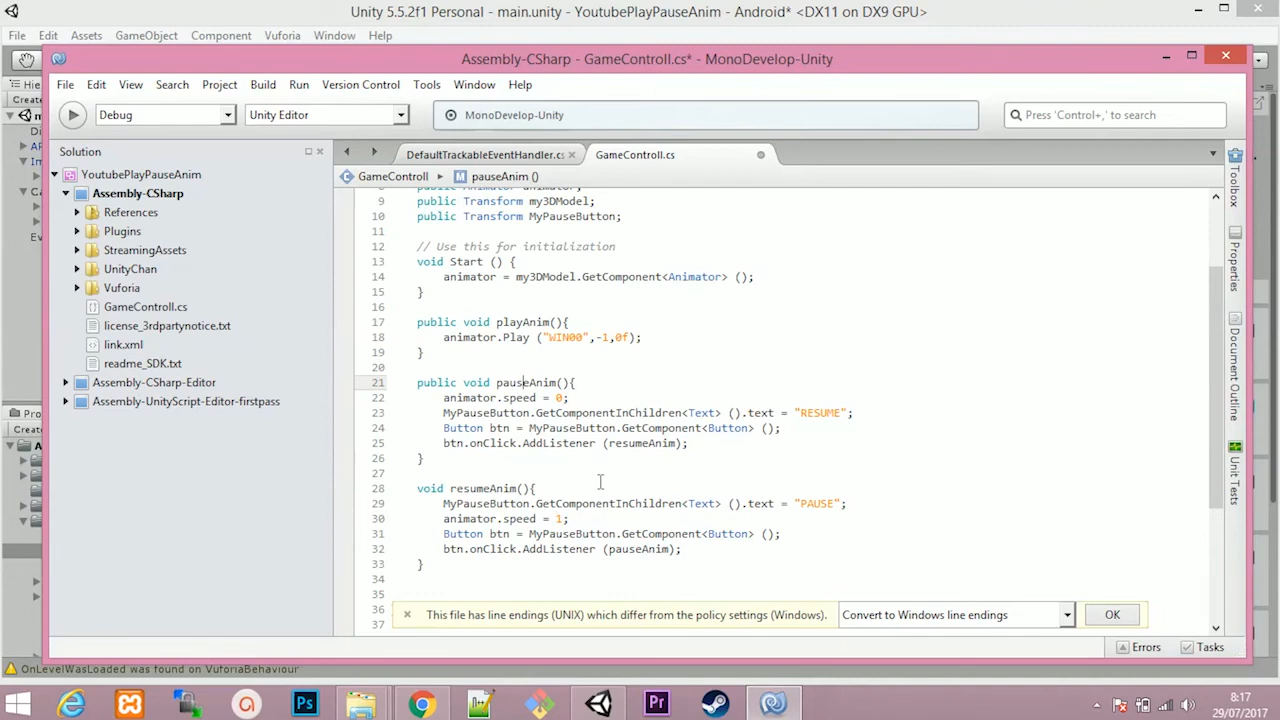 Unity 5.5.2f1 Personal - main.unity - YoutubePlayPauseAnim - Android* <DX11 on DX9 GPU>
File Edit Assets GameObject Component Vuforia Window Help
Assembly-CSharp - GameControll.cs* - MonoDevelop-Unity
File Edit View Search Project Build Run Version Control Tools Window Help
Debug Unity Editor MonoDevelop-Unity Press 'Control+,' to search
Solution
DefaultTrackableEventHandler.cs GameControll.cs
GameControll pauseAnim ()
YoutubePlayPauseAnim
Assembly-CSharp
References
Plugins
StreamingAssets
UnityChan
Vuforia
GameControll.cs
license_3rdpartynotice.txt
link.xml
readme_SDK.txt
Assembly-CSharp-Editor
Assembly-UnityScript-Editor-firstpass
8 public Animator animator;
9 public Transform my3DModel;
10 public Transform MyPauseButton;
11
12 // Use this for initialization
13 void Start () {
14 animator = my3DModel.GetComponent<Animator> ();
15 }
16
17 public void playAnim(){
18 animator.Play ("WIN00",-1,0f);
19 }
20
21 public void pauseAnim(){
22 animator.speed = 0;
23 MyPauseButton.GetComponentInChildren<Text> ().text = "RESUME";
24 Button btn = MyPauseButton.GetComponent<Button> ();
25 btn.onClick.AddListener (resumeAnim);
26 }
27
28 void resumeAnim(){
29 MyPauseButton.GetComponentInChildren<Text> ().text = "PAUSE";
30 animator.speed = 1;
31 Button btn = MyPauseButton.GetComponent<Button> ();
32 btn.onClick.AddListener (pauseAnim);
33 }
34
35
36
37
This file has line endings (UNIX) which differ from the policy settings (Windows). Convert to Windows line endings OK
Toolbox
Properties
Document Outline
Unit Tests
Errors Tasks
OnLevelWasLoaded was found on VuforiaBehaviour
8:17
29/07/2017